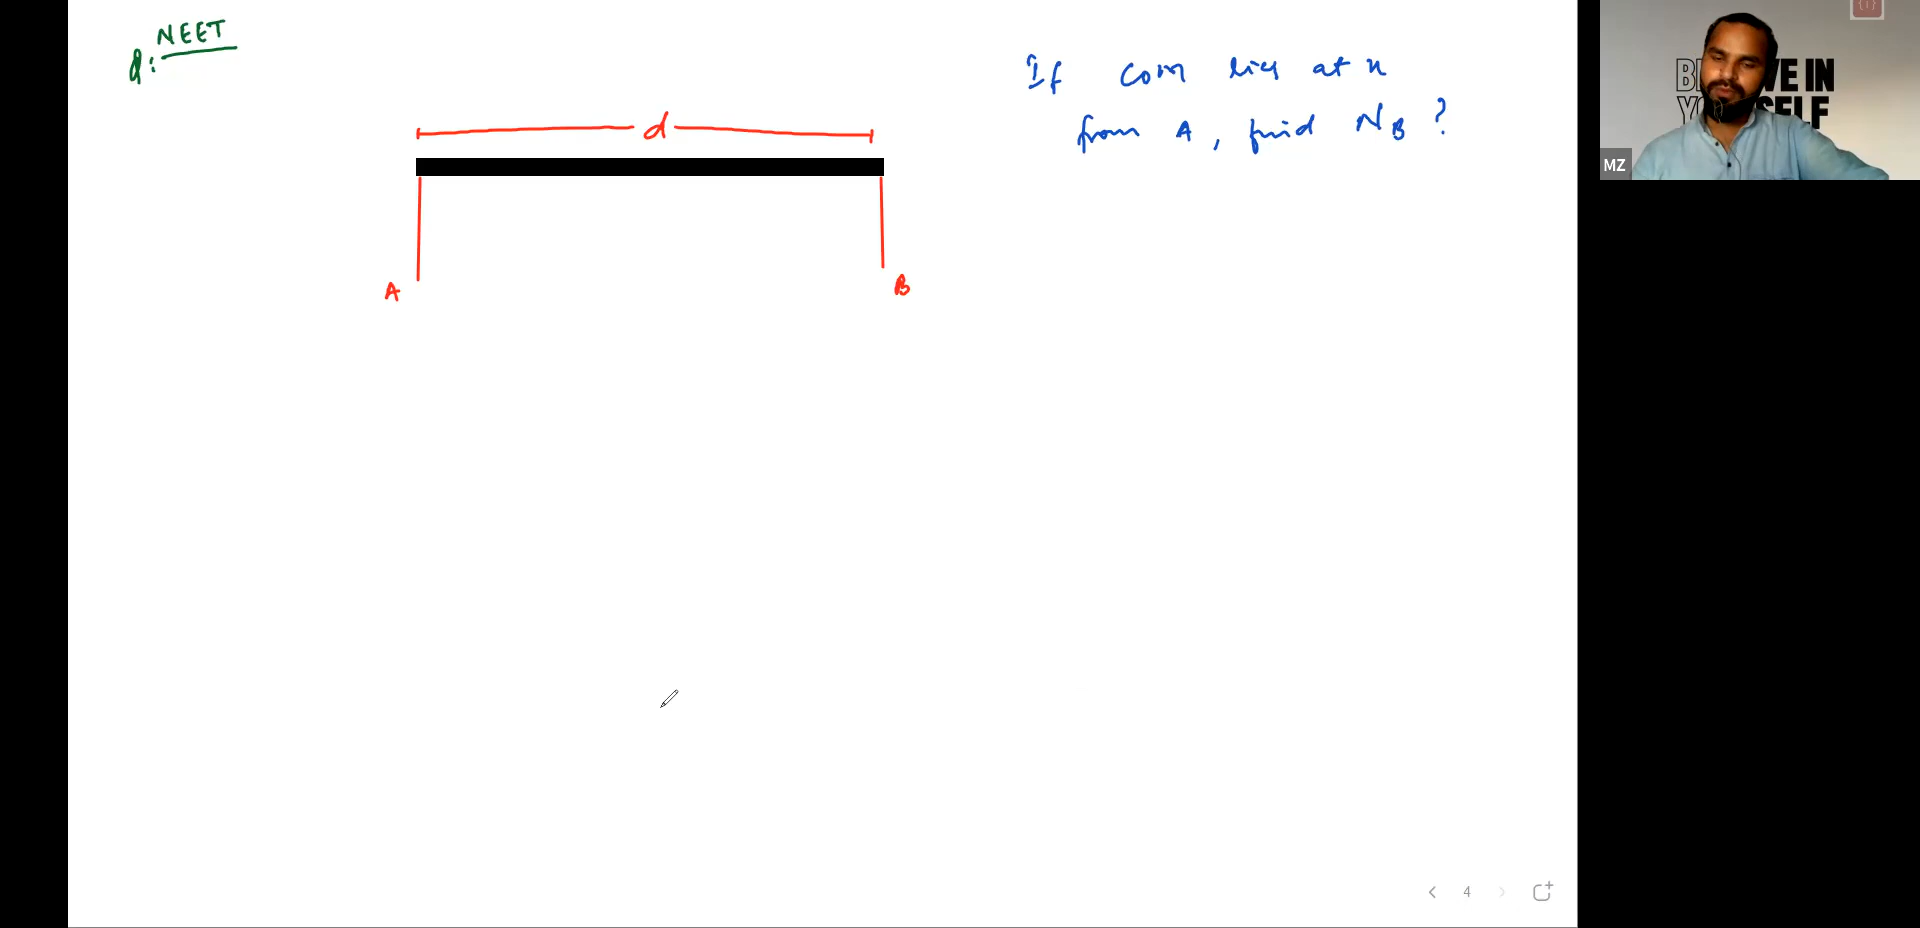 NEET
Q:
If com lies at x
from A, find N_B ?
d
A
B
BELIEVE IN
YOURSELF
MZ
4